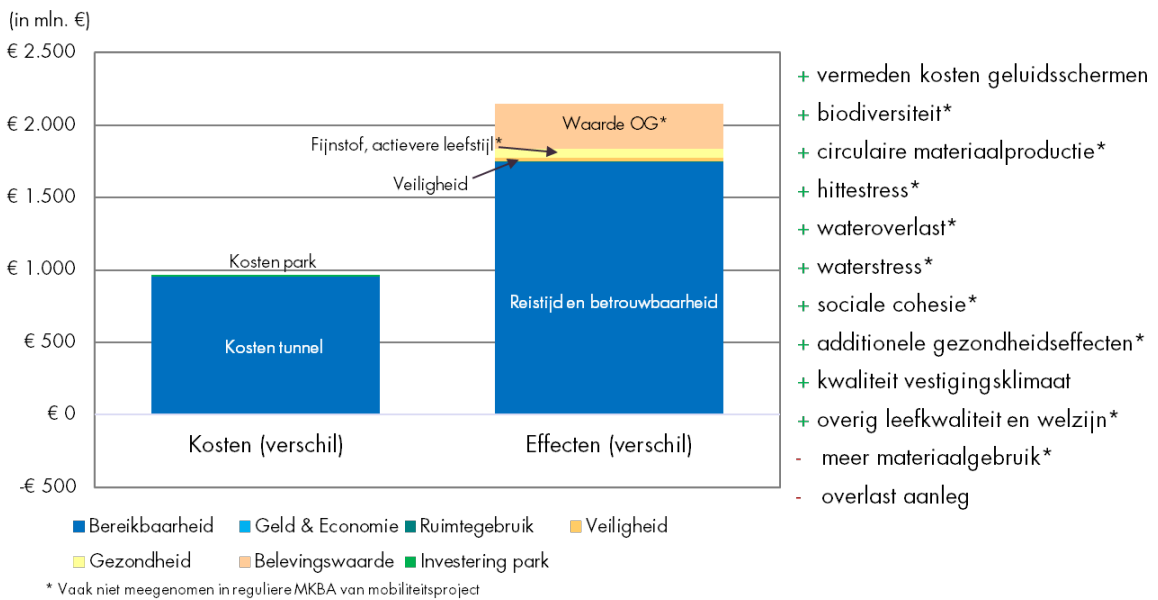 (in mln. €)
€ 2.500
€ 2.000
€ 1.500
€ 1.000
€ 500
€ 0
-€ 500
Kosten park
Kosten tunnel
Waarde OG*
Fijnstof, actievere leefstijl*
Veiligheid
Reistijd en betrouwbaarheid
Kosten (verschil)
Effecten (verschil)
+ vermeden kosten geluidsschermen
+ biodiversiteit*
+ circulaire materiaalproductie*
+ hittestress*
+ wateroverlast*
+ waterstress*
+ sociale cohesie*
+ additionele gezondheidseffecten*
+ kwaliteit vestigingsklimaat
+ overig leefkwaliteit en welzijn*
- meer materiaalgebruik*
- overlast aanleg
Bereikbaarheid Geld & Economie Ruimtegebruik Veiligheid
Gezondheid Belevingswaarde Investering park
* Vaak niet meegenomen in reguliere MKBA van mobiliteitsproject